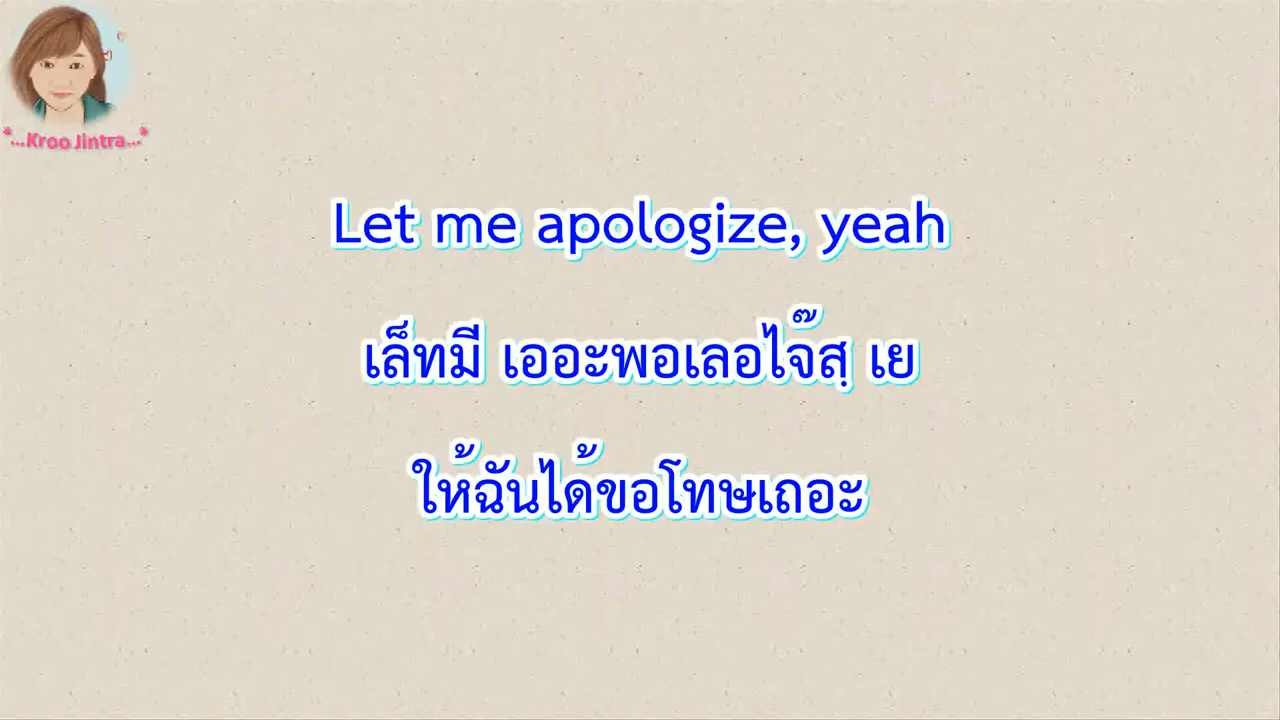 *...Kroo Jintra...*
Let me apologize, yeah
เล็ทมี เออะพอเลอไจ๊สฺ เย
ให้ฉันได้ขอโทษเถอะ